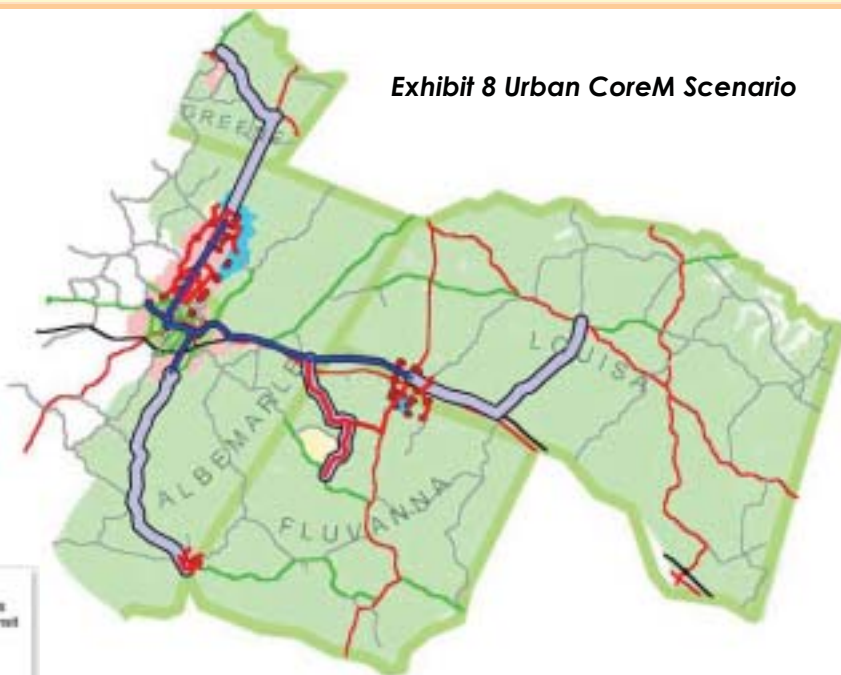 Exhibit 8 Urban CoreM Scenario
GREENE
LOUISA
ALBEMARLE
FLUVANNA